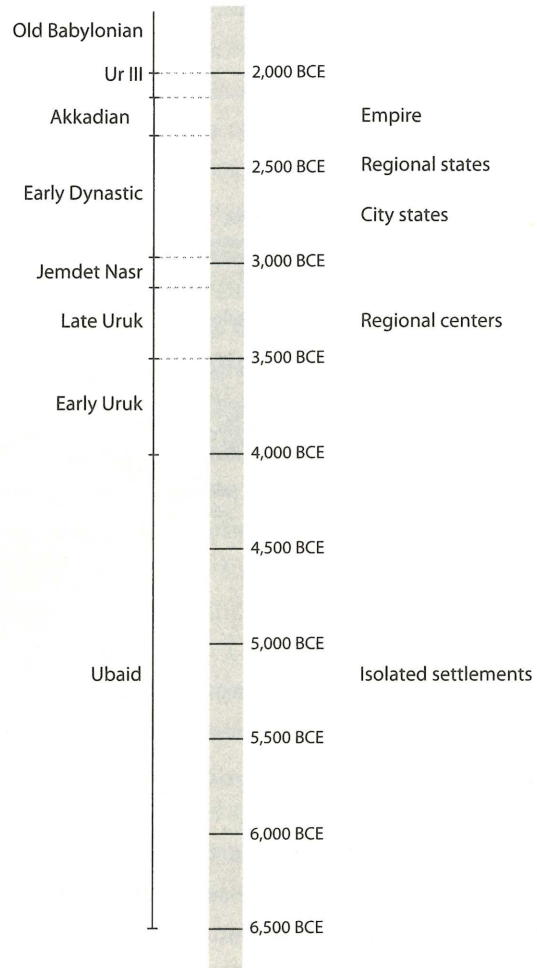 Old Babylonian
Ur III
2,000 BCE
Akkadian
Empire
2,500 BCE
Regional states
Early Dynastic
City states
3,000 BCE
Jemdet Nasr
Late Uruk
Regional centers
3,500 BCE
Early Uruk
4,000 BCE
4,500 BCE
5,000 BCE
Ubaid
Isolated settlements
5,500 BCE
6,000 BCE
6,500 BCE